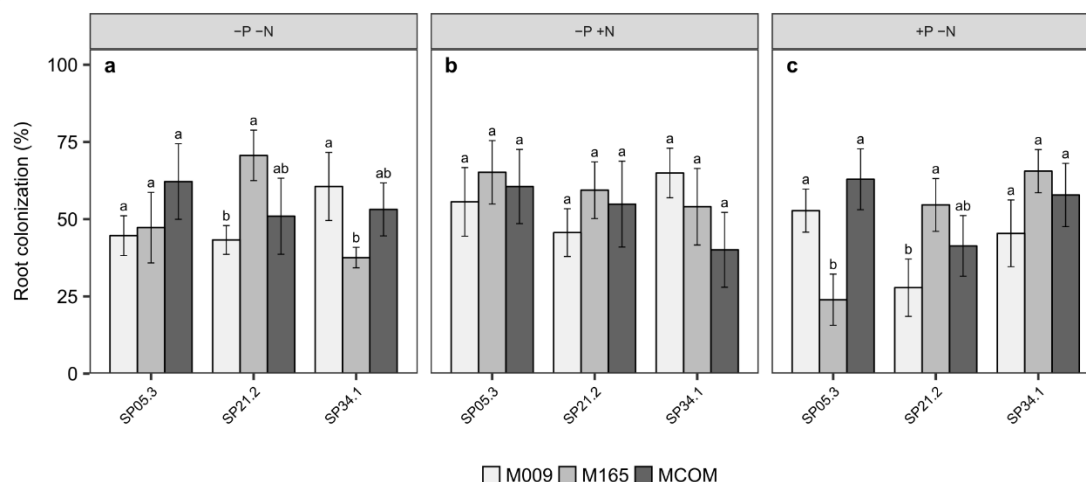 −P −N
−P +N
+P −N
a
b
c
Root colonization (%)
100
75
50
25
0
a a a
b a ab
a b ab
a a a
a a a
a a a
a b a
b a ab
a a a
SP05.3 SP21.2 SP34.1
SP05.3 SP21.2 SP34.1
SP05.3 SP21.2 SP34.1
M009 M165 MCOM